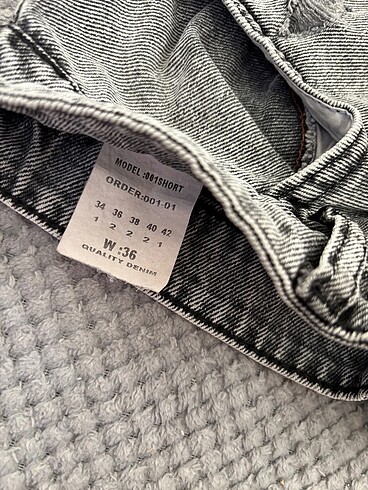 MODEL :001SHORT
ORDER:001-01
34 36 38 40 42
1 2 2 2 1
W :36
QUALITY DENIM